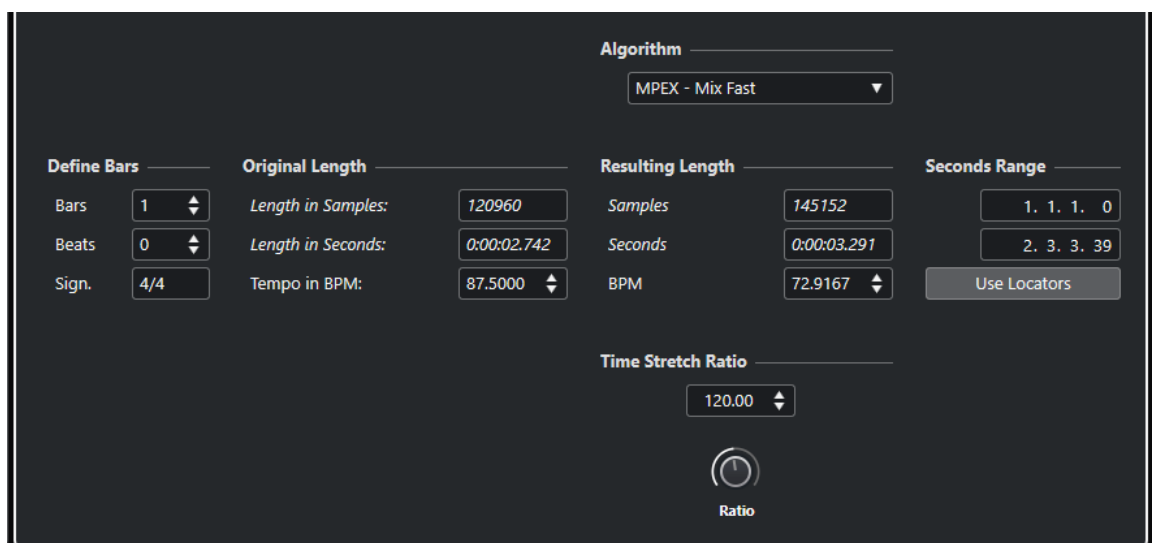 Algorithm
MPEX - Mix Fast
Define Bars Original Length Resulting Length Seconds Range
Bars 1 Length in Samples: 120960 Samples 145152 1. 1. 1. 0
Beats 0 Length in Seconds: 0:00:02.742 Seconds 0:00:03.291 2. 3. 3. 39
Sign. 4/4 Tempo in BPM: 87.5000 BPM 72.9167 Use Locators
Time Stretch Ratio
120.00
Ratio